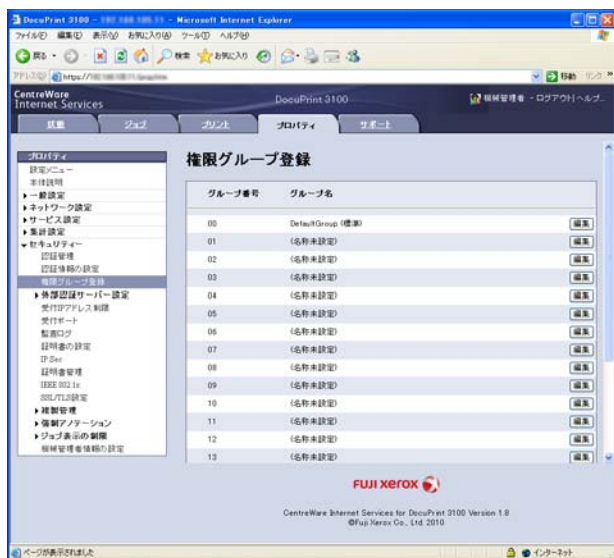 DocuPrint 3100 - - Microsoft Internet Explorer
ファイル(F) 編集(E) 表示(V) お気に入り(A) ツール(T) ヘルプ(H)
戻る 検索 お気に入り
アドレス(D) https:// 移動 リンク
CentreWare
Internet Services
DocuPrint 3100
機械管理者 - ログアウト|ヘルプ
状態 ジョブ プリント プロパティ サポート
プロパティ
設定メニュー
本体説明
一般設定
ネットワーク設定
サービス設定
集計設定
セキュリティー
認証管理
認証情報の設定
権限グループ登録
外部認証サーバー設定
受付IPアドレス制限
受付ポート
監査ログ
証明書の設定
IP Sec
証明書管理
IEEE 802.1x
SSL/TLS設定
複製管理
強制アノテーション
ジョブ表示の制限
機械管理者情報の設定
権限グループ登録
グループ番号 グループ名
00 DefaultGroup (標準) 編集
01 (名称未設定) 編集
02 (名称未設定) 編集
03 (名称未設定) 編集
04 (名称未設定) 編集
05 (名称未設定) 編集
06 (名称未設定) 編集
07 (名称未設定) 編集
08 (名称未設定) 編集
09 (名称未設定) 編集
10 (名称未設定) 編集
11 (名称未設定) 編集
12 (名称未設定) 編集
13 (名称未設定) 編集
FUJI XEROX
CentreWare Internet Services for DocuPrint 3100 Version 1.8
©Fuji Xerox Co., Ltd. 2010
ページが表示されました インターネット